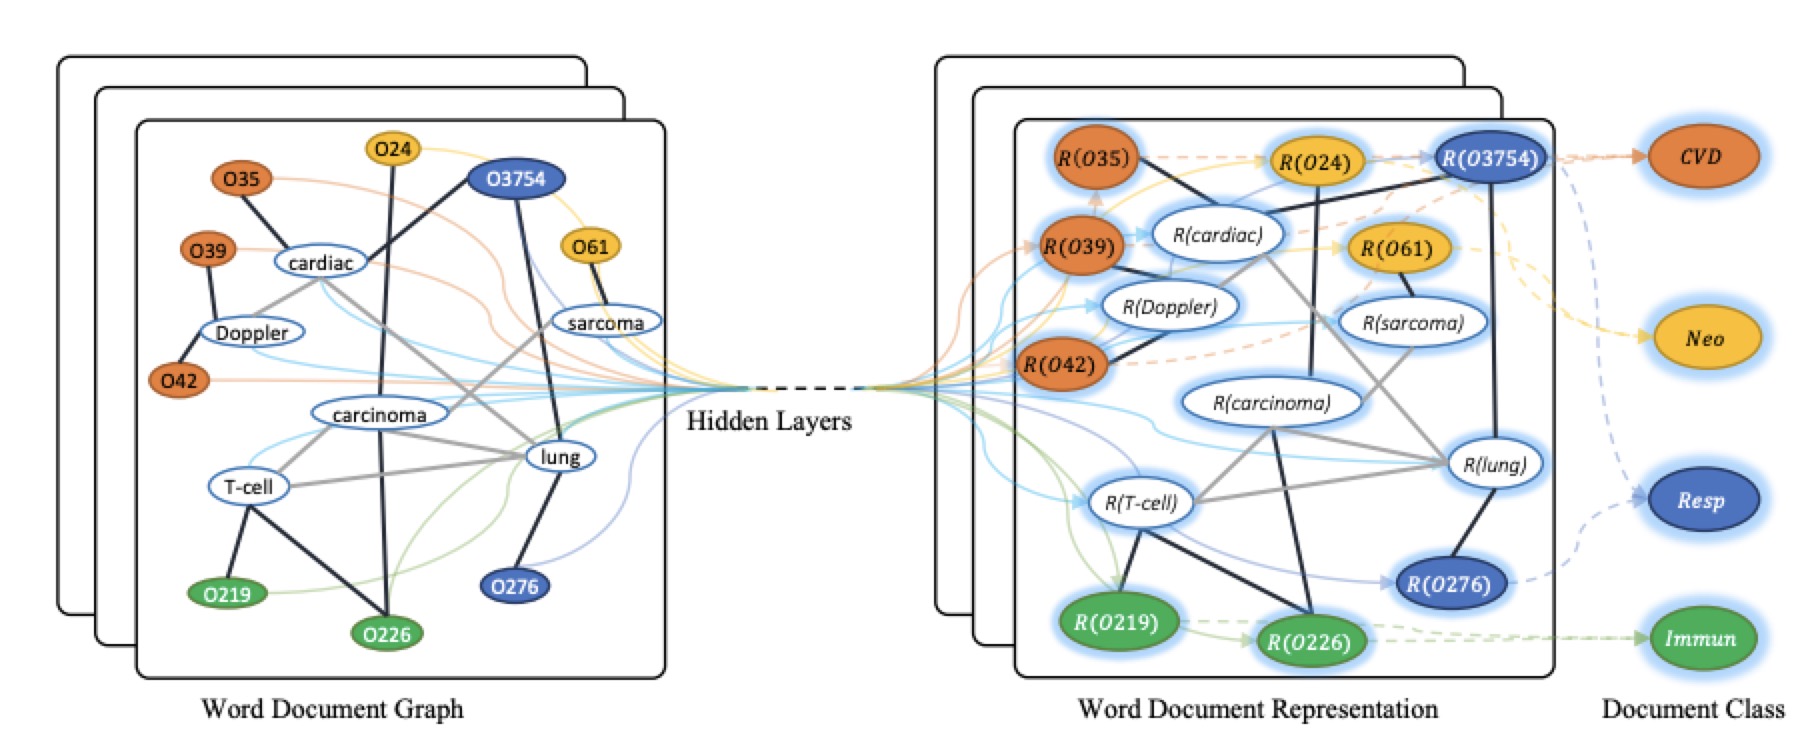 O24
O35
O3754
O39
O61
cardiac
Doppler
sarcoma
O42
carcinoma
lung
T-cell
O219
O276
O226
Word Document Graph
Hidden Layers
R(O35)
R(O24)
R(O3754)
R(O39)
R(cardiac)
R(O61)
R(Doppler)
R(sarcoma)
R(O42)
R(carcinoma)
R(lung)
R(T-cell)
R(O276)
R(O219)
R(O226)
Word Document Representation
CVD
Neo
Resp
Immun
Document Class